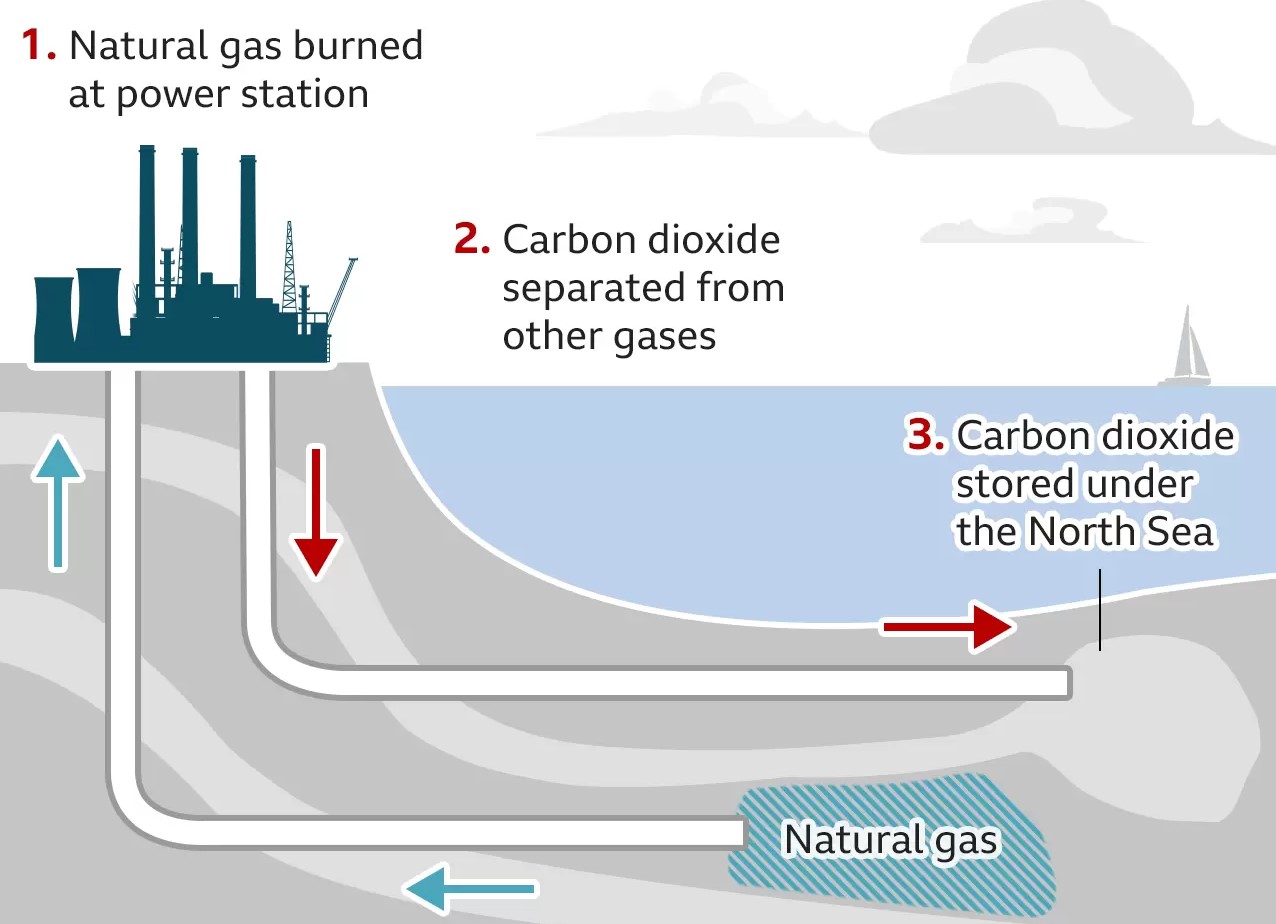 1. Natural gas burned
at power station
2. Carbon dioxide
separated from
other gases
3. Carbon dioxide
stored under
the North Sea
Natural gas